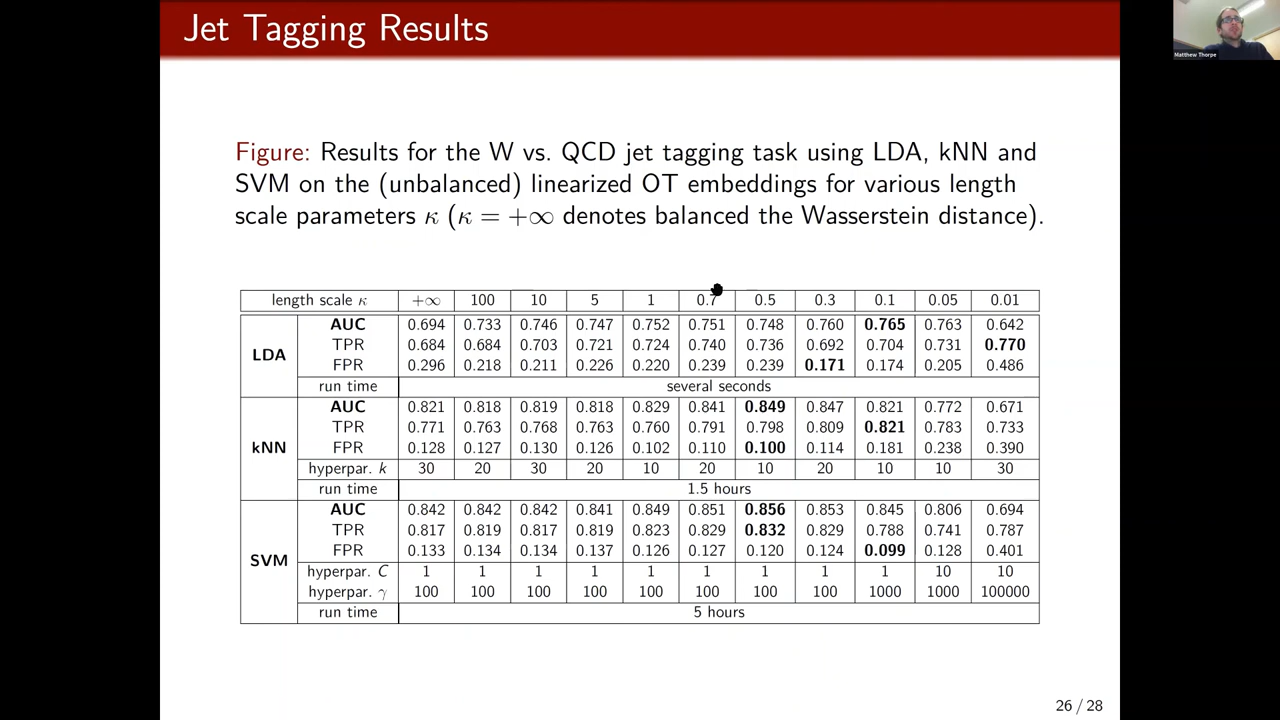 Jet Tagging Results
Matthew Thorpe
Figure: Results for the W vs. QCD jet tagging task using LDA, kNN and
SVM on the (unbalanced) linearized OT embeddings for various length
scale parameters κ (κ = +∞ denotes balanced the Wasserstein distance).
length scale κ +∞ 100 10 5 1 0.7 0.5 0.3 0.1 0.05 0.01
LDA
AUC 0.694 0.733 0.746 0.747 0.752 0.751 0.748 0.760 0.765 0.763 0.642
TPR 0.684 0.684 0.703 0.721 0.724 0.740 0.736 0.692 0.704 0.731 0.770
FPR 0.296 0.218 0.211 0.226 0.220 0.239 0.239 0.171 0.174 0.205 0.486
run time several seconds
kNN
AUC 0.821 0.818 0.819 0.818 0.829 0.841 0.849 0.847 0.821 0.772 0.671
TPR 0.771 0.763 0.768 0.763 0.760 0.791 0.798 0.809 0.821 0.783 0.733
FPR 0.128 0.127 0.130 0.126 0.102 0.110 0.100 0.114 0.181 0.238 0.390
hyperpar. k 30 20 30 20 10 20 10 20 10 10 30
run time 1.5 hours
SVM
AUC 0.842 0.842 0.842 0.841 0.849 0.851 0.856 0.853 0.845 0.806 0.694
TPR 0.817 0.819 0.817 0.819 0.823 0.829 0.832 0.829 0.788 0.741 0.787
FPR 0.133 0.134 0.134 0.137 0.126 0.127 0.120 0.124 0.099 0.128 0.401
hyperpar. C 1 1 1 1 1 1 1 1 1 10 10
hyperpar. γ 100 100 100 100 100 100 100 100 1000 1000 100000
run time 5 hours
26 / 28